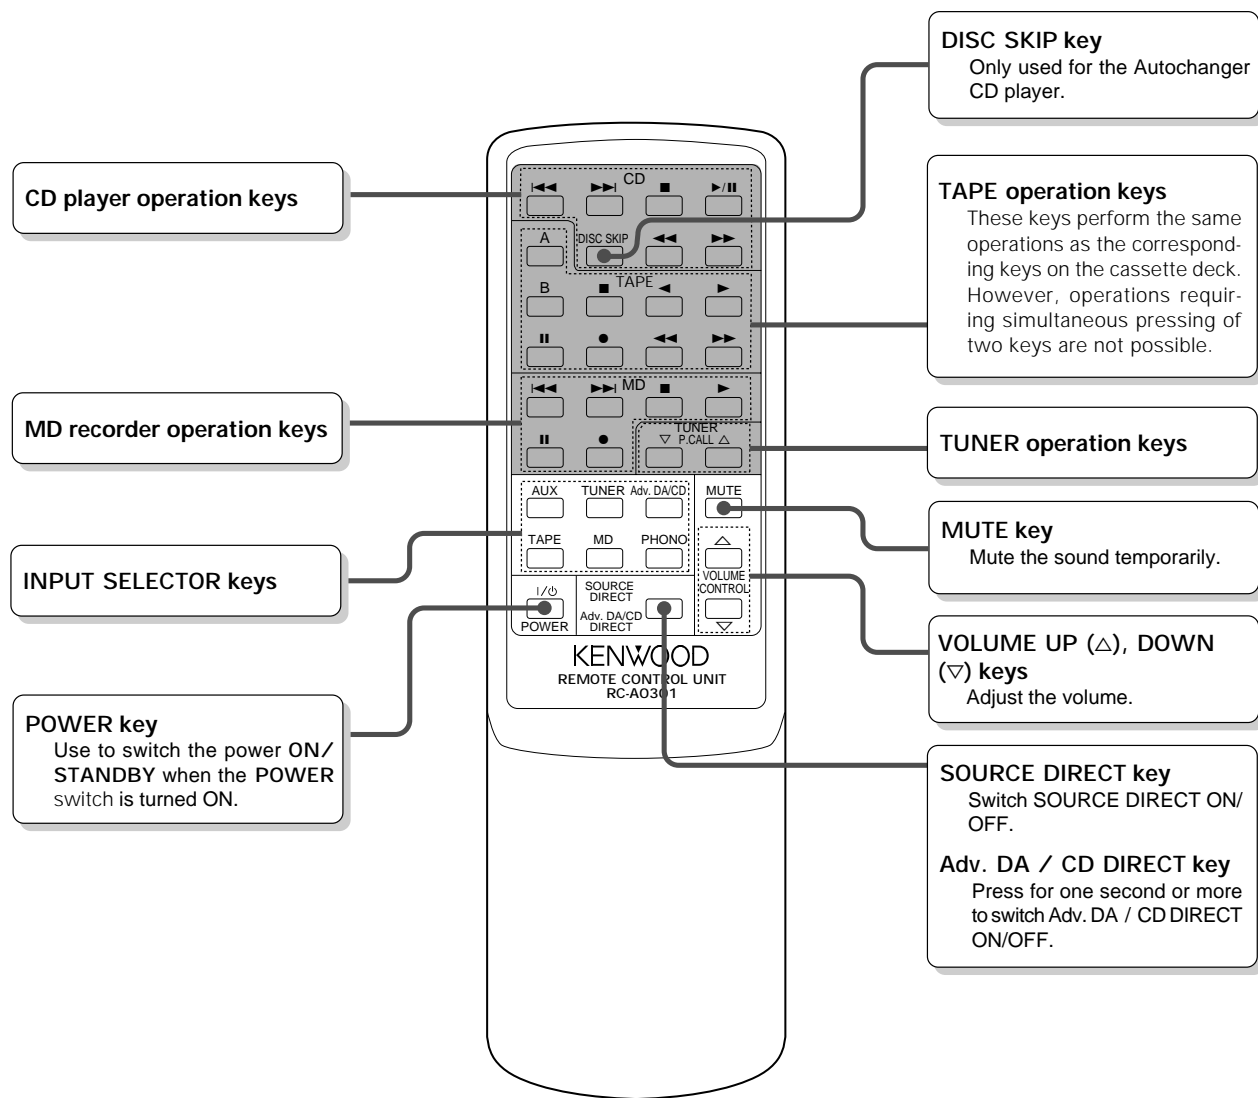 DISC SKIP key
Only used for the Autochanger
CD player.
CD player operation keys
TAPE operation keys
These keys perform the same
operations as the correspond-
ing keys on the cassette deck.
However, operations requir-
ing simultaneous pressing of
two keys are not possible.
MD recorder operation keys
TUNER operation keys
MUTE key
Mute the sound temporarily.
INPUT SELECTOR keys
VOLUME UP (△), DOWN
(▽) keys
Adjust the volume.
POWER key
Use to switch the power ON/
STANDBY when the POWER
switch is turned ON.
SOURCE DIRECT key
Switch SOURCE DIRECT ON/
OFF.
Adv. DA / CD DIRECT key
Press for one second or more
to switch Adv. DA / CD DIRECT
ON/OFF.
CD
A DISC SKIP
B TAPE
MD
TUNER
▽ P.CALL △
AUX TUNER Adv. DA/CD MUTE
TAPE MD PHONO
VOLUME
CONTROL
I/⏻
POWER
SOURCE
DIRECT
Adv. DA/CD
DIRECT
KENWOOD
REMOTE CONTROL UNIT
RC-A0301